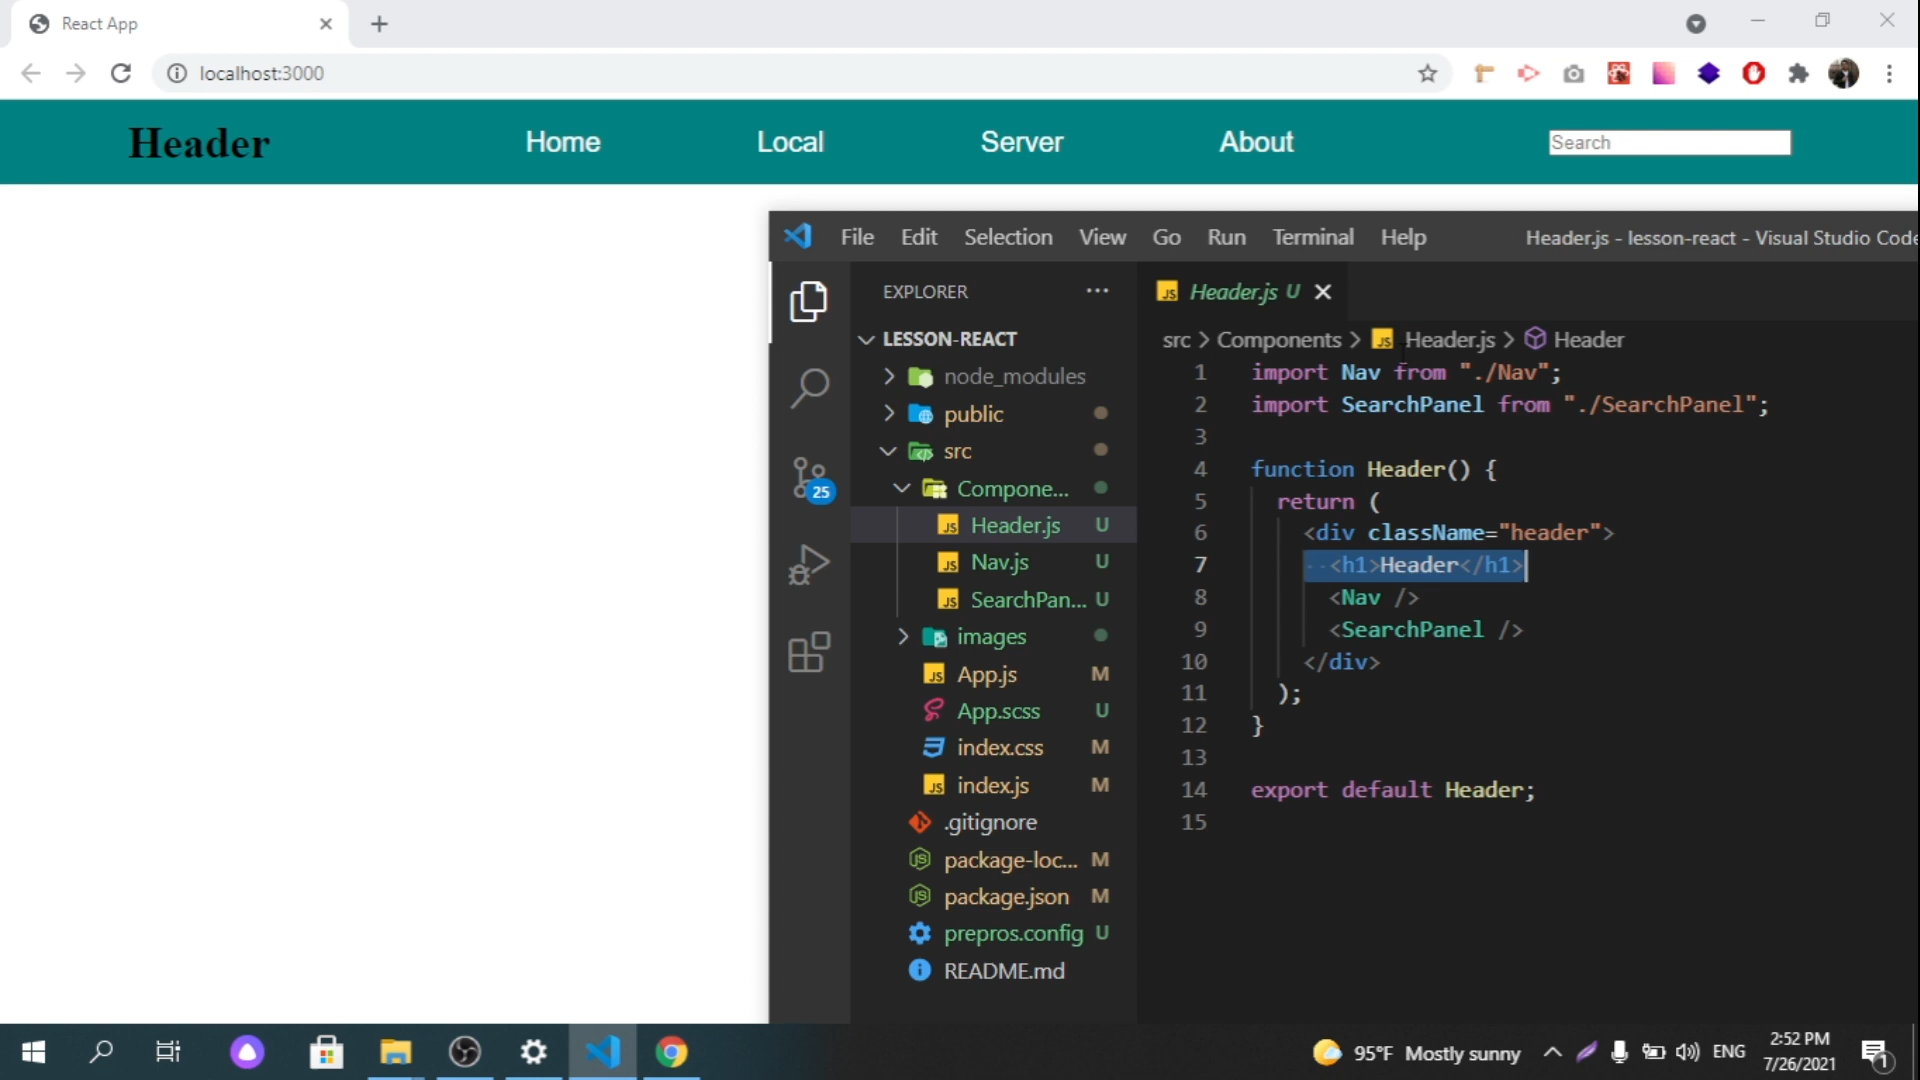 React App
localhost:3000
Header Home Local Server About Search
File Edit Selection View Go Run Terminal Help Header.js - lesson-react - Visual Studio Code
EXPLORER
LESSON-REACT
node_modules
public
src
Compone...
Header.js U
Nav.js U
SearchPan... U
images
App.js M
App.scss U
index.css M
index.js M
.gitignore
package-loc... M
package.json M
prepros.config U
README.md
25
Header.js U
src > Components > Header.js > Header
1 import Nav from "./Nav";
2 import SearchPanel from "./SearchPanel";
3
4 function Header() {
5 return (
6 <div className="header">
7 <h1>Header</h1>
8 <Nav />
9 <SearchPanel />
10 </div>
11 );
12 }
13
14 export default Header;
15
95°F Mostly sunny
ENG
2:52 PM
7/26/2021
1